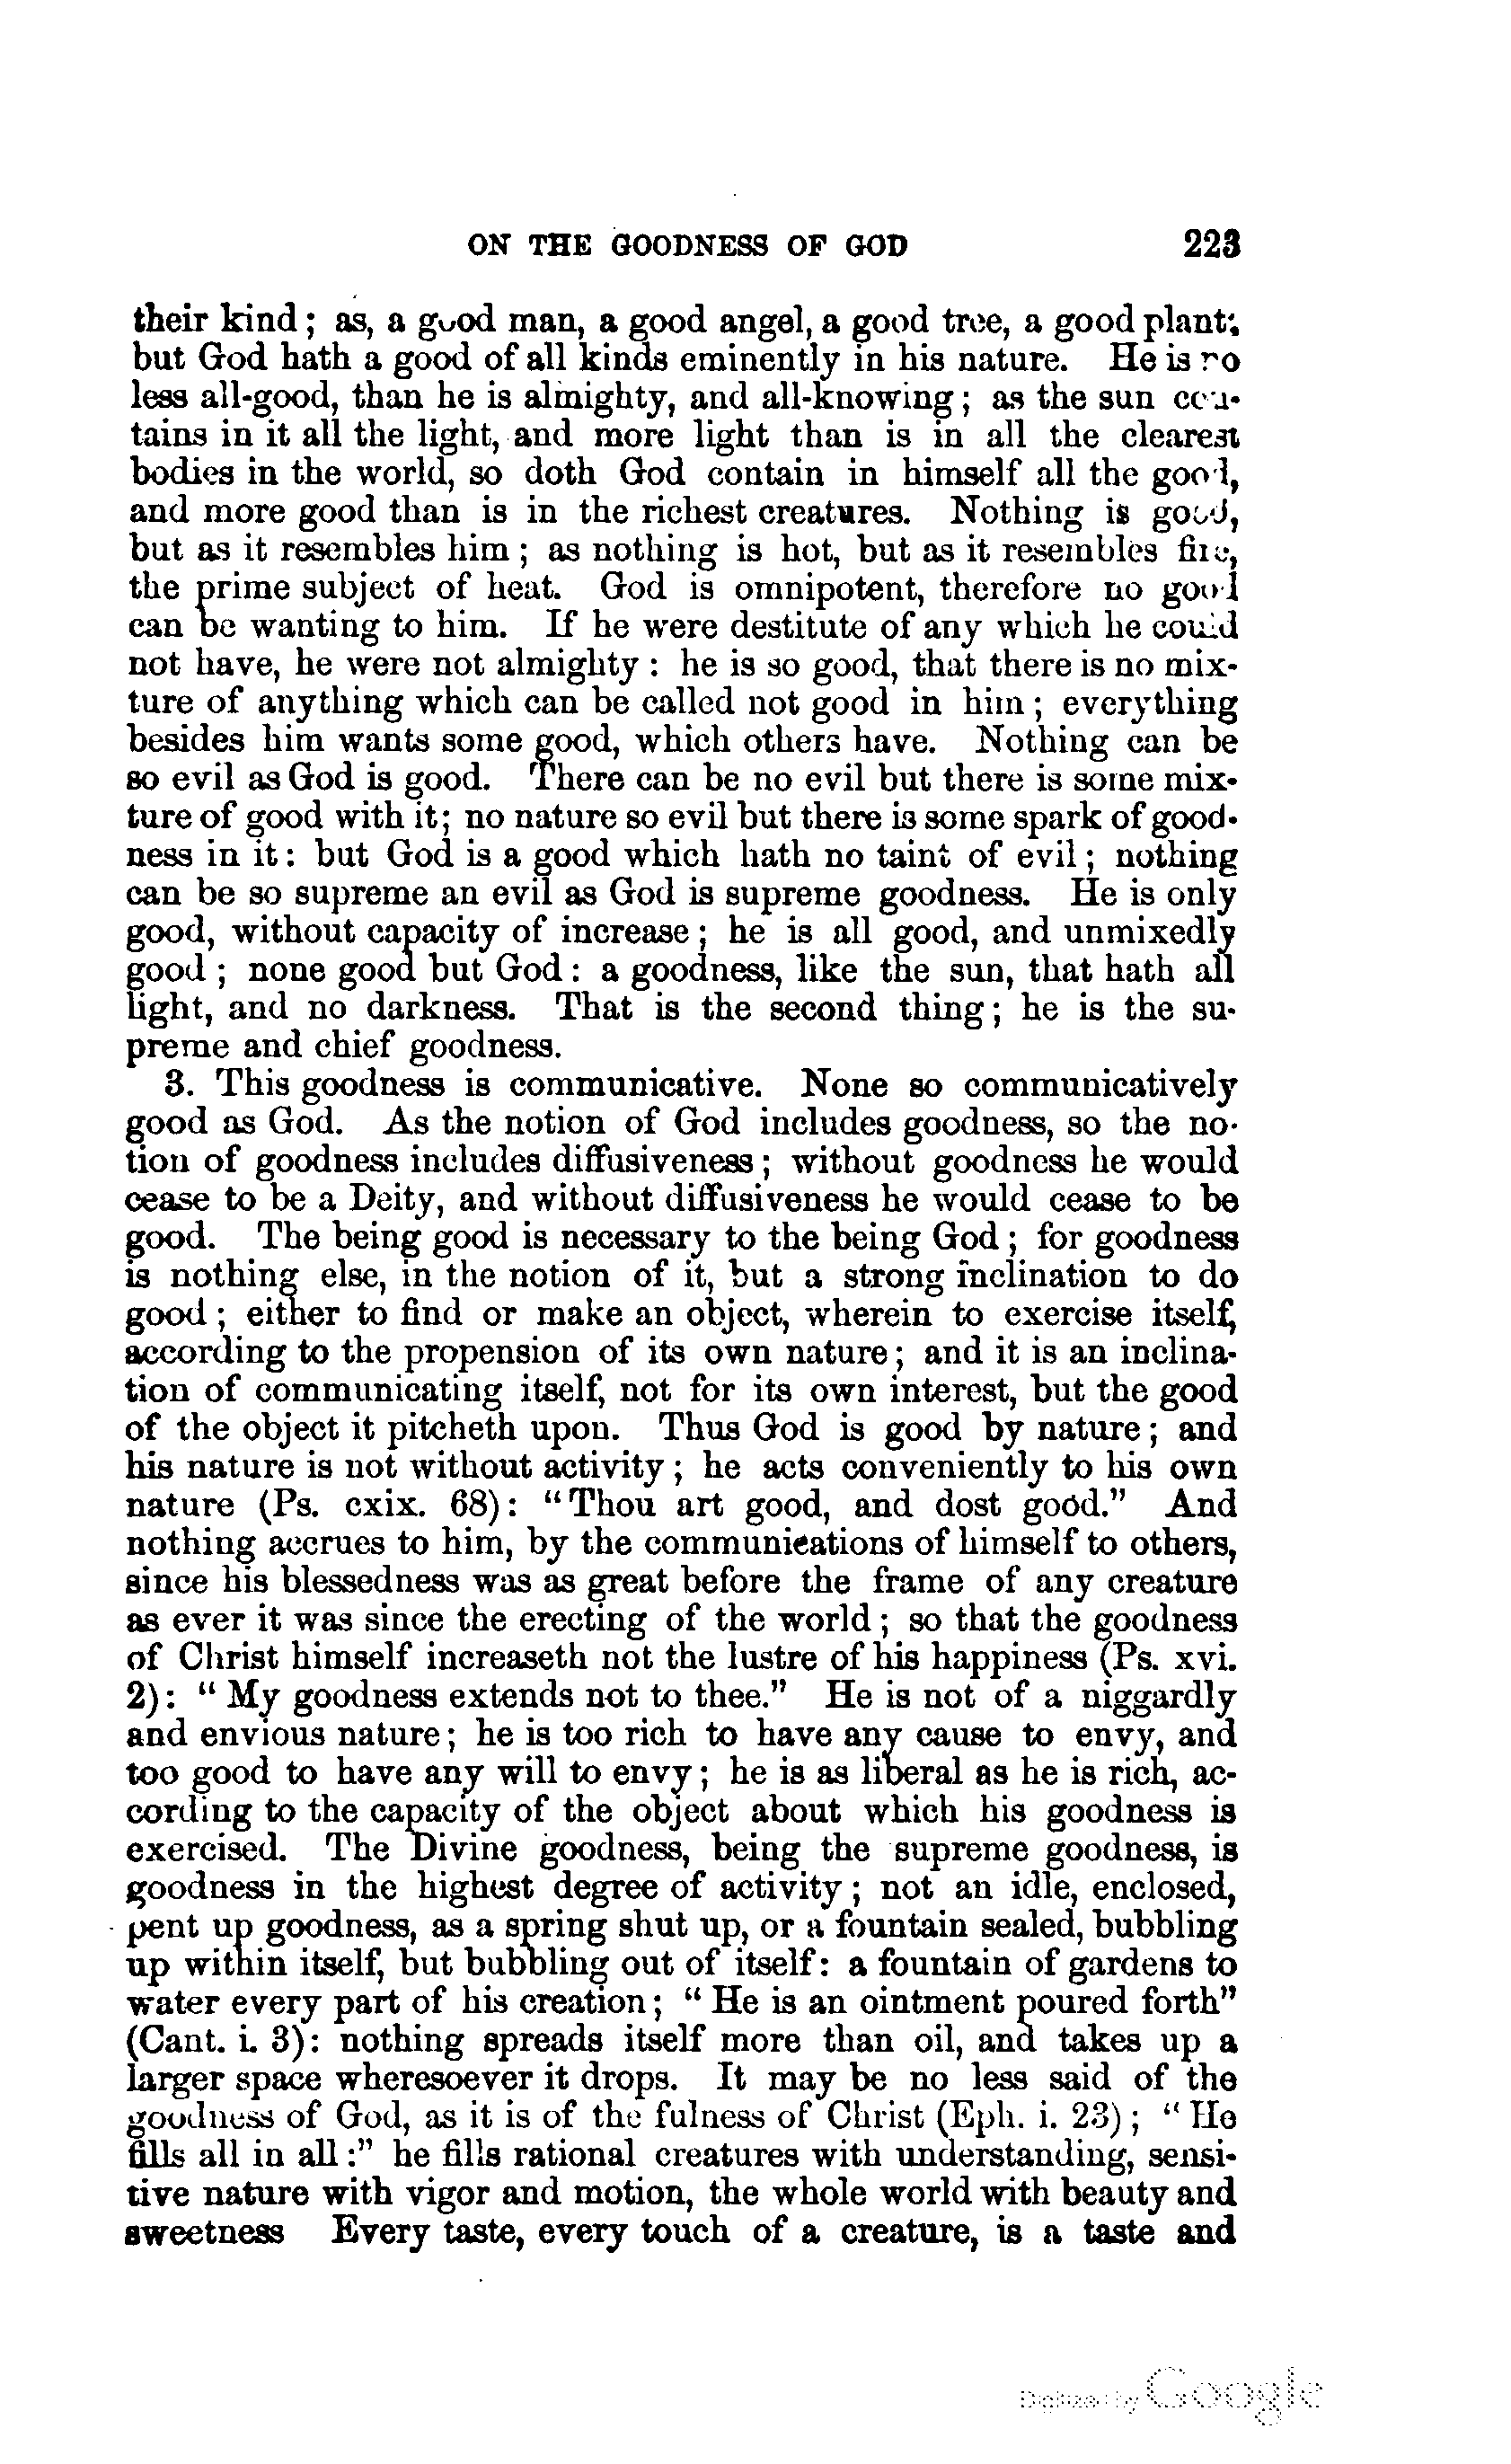 ON THE GOODNESS OF GOD 223
their kind; as, a good man, a good angel, a good tree, a good plant;
but God hath a good of all kinds eminently in his nature. He is no
less all-good, than he is almighty, and all-knowing; as the sun con-
tains in it all the light, and more light than is in all the clearest
bodies in the world, so doth God contain in himself all the good,
and more good than is in the richest creatures. Nothing is good,
but as it resembles him; as nothing is hot, but as it resembles fire,
the prime subject of heat. God is omnipotent, therefore no good
can be wanting to him. If he were destitute of any which he could
not have, he were not almighty: he is so good, that there is no mix-
ture of anything which can be called not good in him; everything
besides him wants some good, which others have. Nothing can be
so evil as God is good. There can be no evil but there is some mix-
ture of good with it; no nature so evil but there is some spark of good-
ness in it: but God is a good which hath no taint of evil; nothing
can be so supreme an evil as God is supreme goodness. He is only
good, without capacity of increase; he is all good, and unmixedly
good; none good but God: a goodness, like the sun, that hath all
light, and no darkness. That is the second thing; he is the su-
preme and chief goodness.
3. This goodness is communicative. None so communicatively
good as God. As the notion of God includes goodness, so the no-
tion of goodness includes diffusiveness; without goodness he would
cease to be a Deity, and without diffusiveness he would cease to be
good. The being good is necessary to the being God; for goodness
is nothing else, in the notion of it, but a strong inclination to do
good; either to find or make an object, wherein to exercise itself,
according to the propension of its own nature; and it is an inclina-
tion of communicating itself, not for its own interest, but the good
of the object it pitcheth upon. Thus God is good by nature; and
his nature is not without activity; he acts conveniently to his own
nature (Ps. cxix. 68): "Thou art good, and dost good." And
nothing accrues to him, by the communications of himself to others,
since his blessedness was as great before the frame of any creature
as ever it was since the erecting of the world; so that the goodness
of Christ himself increaseth not the lustre of his happiness (Ps. xvi.
2): "My goodness extends not to thee." He is not of a niggardly
and envious nature; he is too rich to have any cause to envy, and
too good to have any will to envy; he is as liberal as he is rich, ac-
cording to the capacity of the object about which his goodness is
exercised. The Divine goodness, being the supreme goodness, is
goodness in the highest degree of activity; not an idle, enclosed,
pent up goodness, as a spring shut up, or a fountain sealed, bubbling
up within itself, but bubbling out of itself: a fountain of gardens to
water every part of his creation; "He is an ointment poured forth"
(Cant. i. 3): nothing spreads itself more than oil, and takes up a
larger space wheresoever it drops. It may be no less said of the
goodness of God, as it is of the fulness of Christ (Eph. i. 23); "He
fills all in all:" he fills rational creatures with understanding, sensi-
tive nature with vigor and motion, the whole world with beauty and
sweetness Every taste, every touch of a creature, is a taste and
Digitized by Google